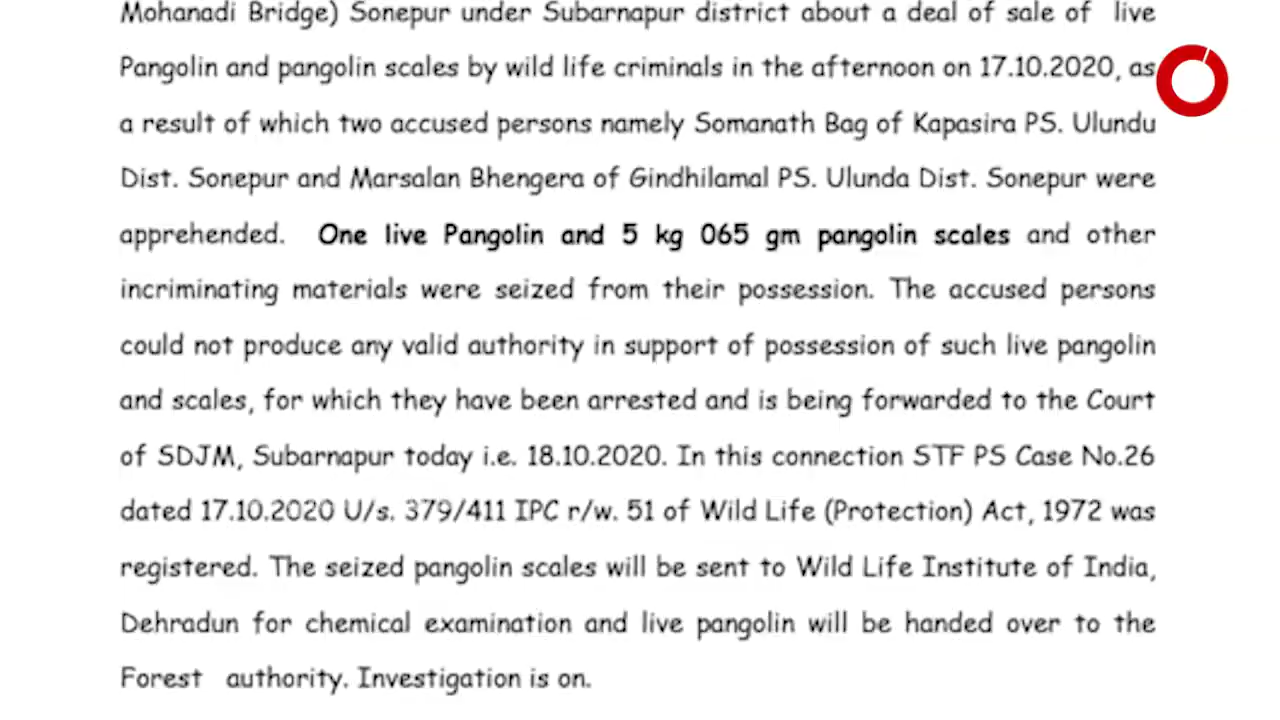 Mohanadi Bridge) Sonepur under Subarnapur district about a deal of sale of live
Pangolin and pangolin scales by wild life criminals in the afternoon on 17.10.2020, as
a result of which two accused persons namely Somanath Bag of Kapasira PS. Ulundu
Dist. Sonepur and Marsalan Bhengera of Gindhilamal PS. Ulunda Dist. Sonepur were
apprehended. One live Pangolin and 5 kg 065 gm pangolin scales and other
incriminating materials were seized from their possession. The accused persons
could not produce any valid authority in support of possession of such live pangolin
and scales, for which they have been arrested and is being forwarded to the Court
of SDJM, Subarnapur today i.e. 18.10.2020. In this connection STF PS Case No.26
dated 17.10.2020 U/s. 379/411 IPC r/w. 51 of Wild Life (Protection) Act, 1972 was
registered. The seized pangolin scales will be sent to Wild Life Institute of India,
Dehradun for chemical examination and live pangolin will be handed over to the
Forest authority. Investigation is on.